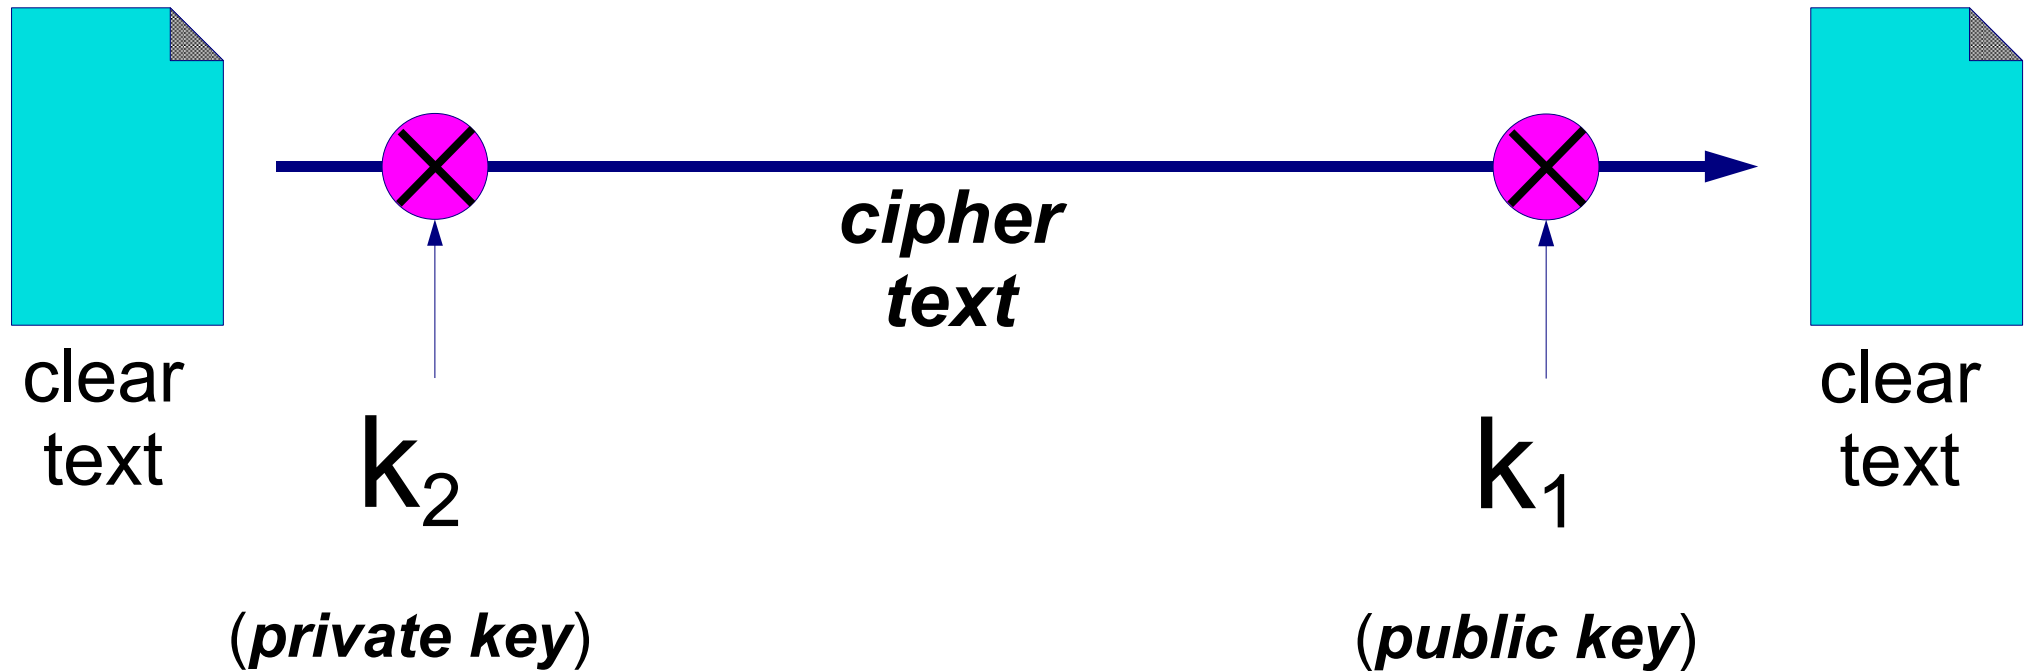 cipher
text
clear
text
k₂
k₁
clear
text
(private key)
(public key)